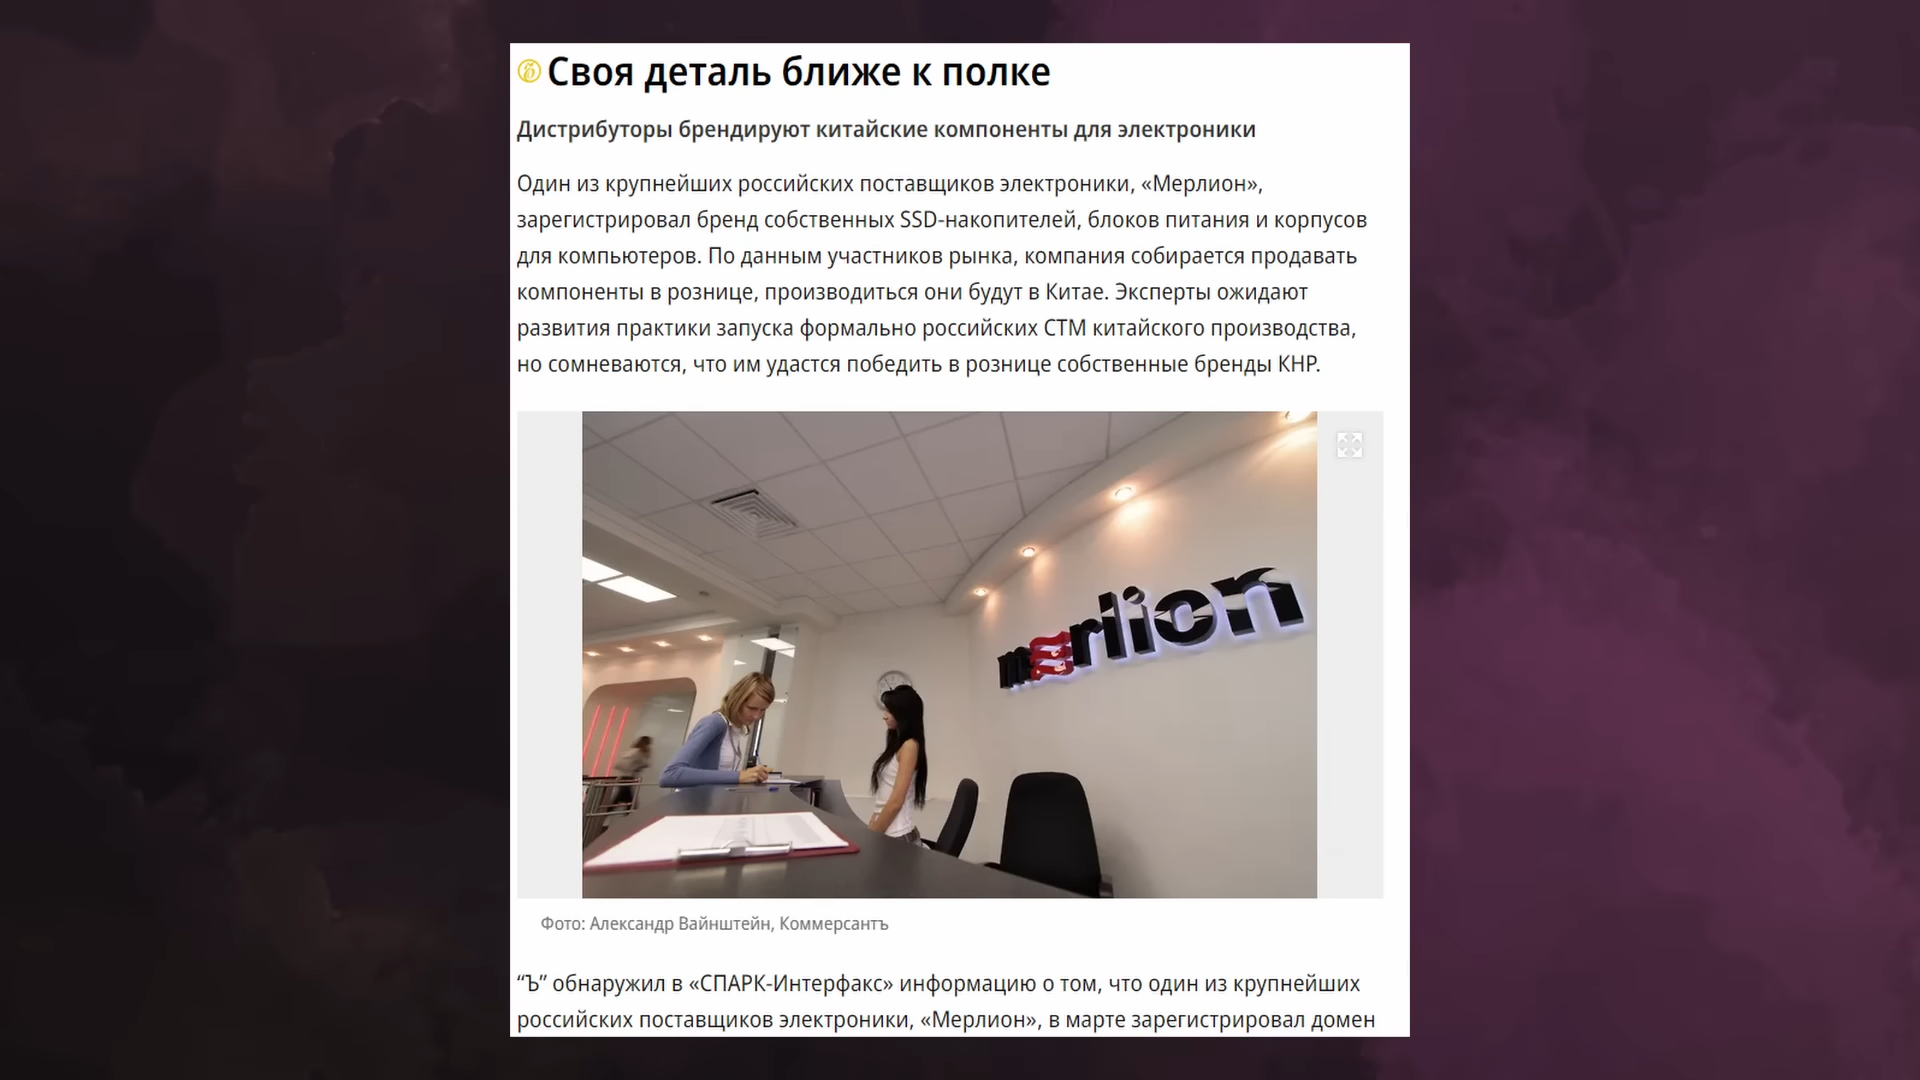 Своя деталь ближе к полке
Дистрибуторы брендируют китайские компоненты для электроники
Один из крупнейших российских поставщиков электроники, «Мерлион»,
зарегистрировал бренд собственных SSD-накопителей, блоков питания и корпусов
для компьютеров. По данным участников рынка, компания собирается продавать
компоненты в рознице, производиться они будут в Китае. Эксперты ожидают
развития практики запуска формально российских СТМ китайского производства,
но сомневаются, что им удастся победить в рознице собственные бренды КНР.
merlion
Фото: Александр Вайнштейн, Коммерсантъ
“Ъ” обнаружил в «СПАРК-Интерфакс» информацию о том, что один из крупнейших
российских поставщиков электроники, «Мерлион», в марте зарегистрировал домен